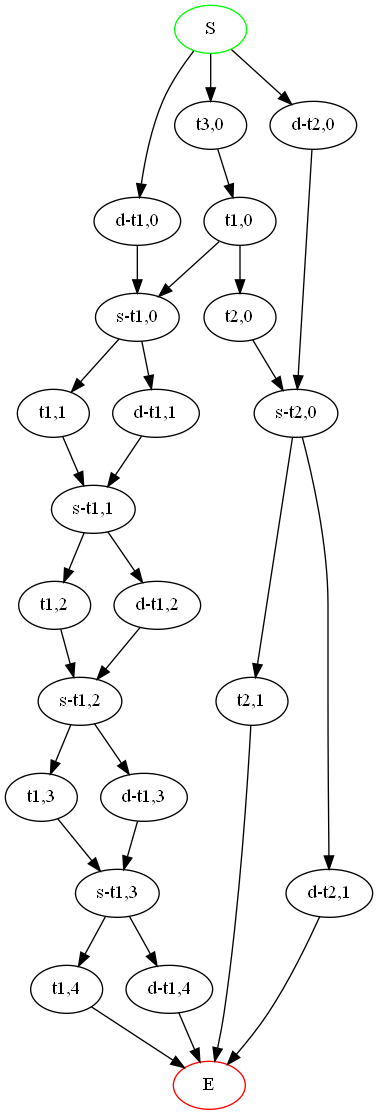 S
t3,0
d-t2,0
d-t1,0
t1,0
s-t1,0
t2,0
t1,1
d-t1,1
s-t2,0
s-t1,1
t1,2
d-t1,2
s-t1,2
t2,1
t1,3
d-t1,3
s-t1,3
d-t2,1
t1,4
d-t1,4
E